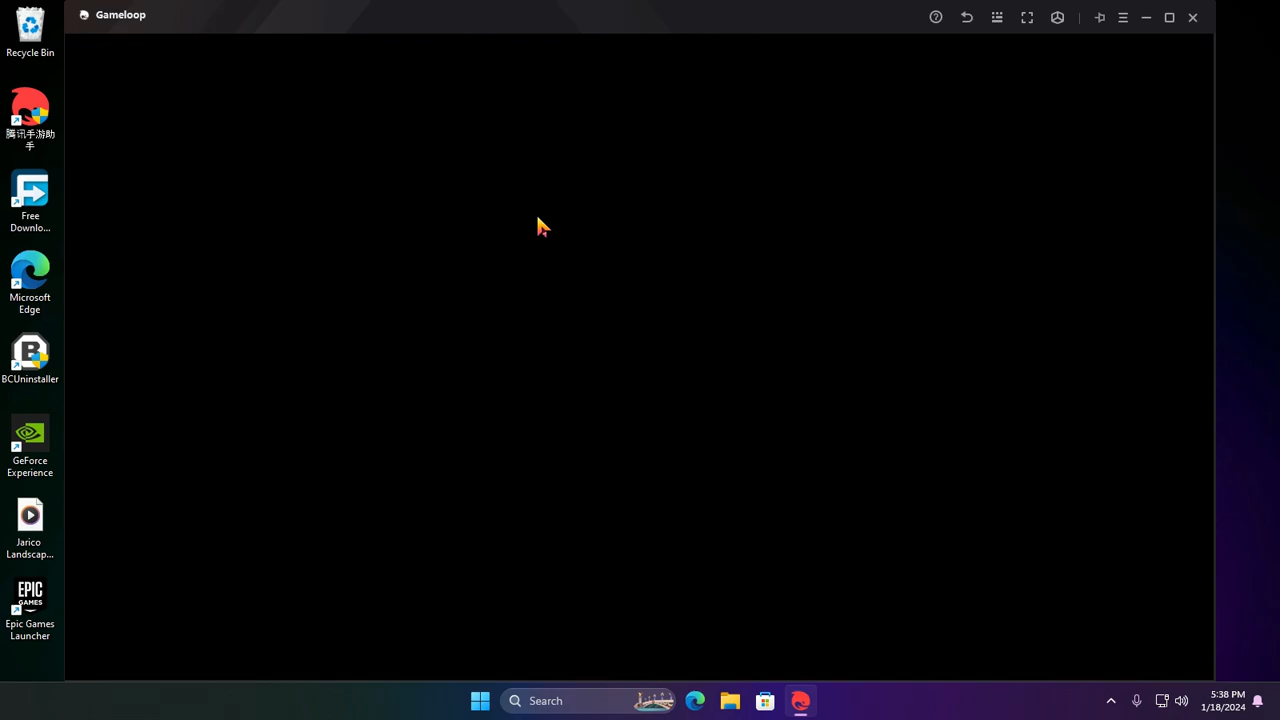 Gameloop
Recycle Bin
腾讯手游助
手
Free
Downlo...
Microsoft
Edge
B
BCUninstaller
GeForce
Experience
Jarico
Landscap...
EPIC
GAMES
Epic Games
Launcher
Search
5:38 PM
1/18/2024